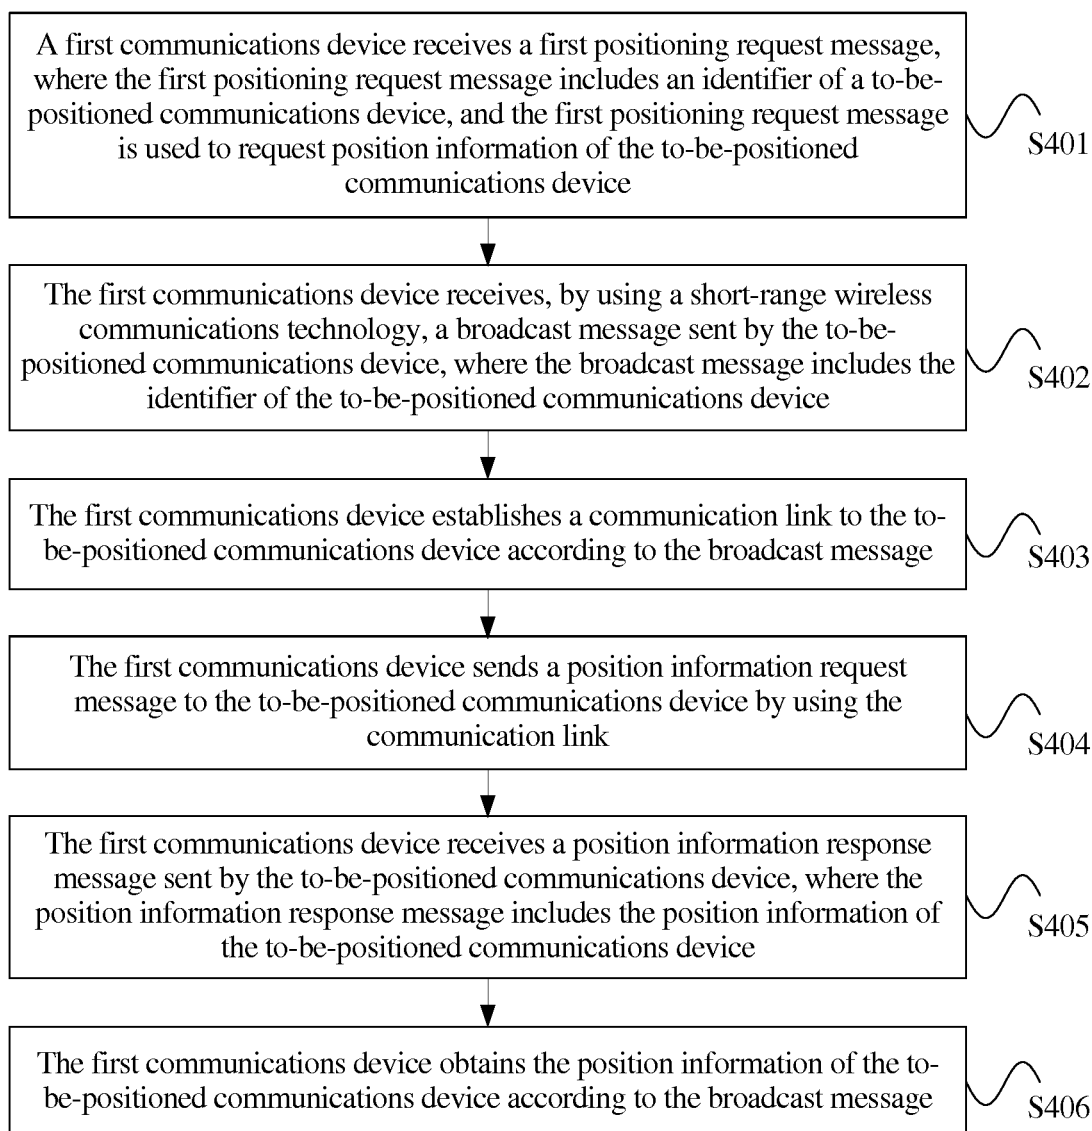 A first communications device receives a first positioning request message,
where the first positioning request message includes an identifier of a to-be-
positioned communications device, and the first positioning request message
is used to request position information of the to-be-positioned
communications device
S401
The first communications device receives, by using a short-range wireless
communications technology, a broadcast message sent by the to-be-
positioned communications device, where the broadcast message includes the
identifier of the to-be-positioned communications device
S402
The first communications device establishes a communication link to the to-
be-positioned communications device according to the broadcast message
S403
The first communications device sends a position information request
message to the to-be-positioned communications device by using the
communication link
S404
The first communications device receives a position information response
message sent by the to-be-positioned communications device, where the
position information response message includes the position information of
the to-be-positioned communications device
S405
The first communications device obtains the position information of the to-
be-positioned communications device according to the broadcast message
S406